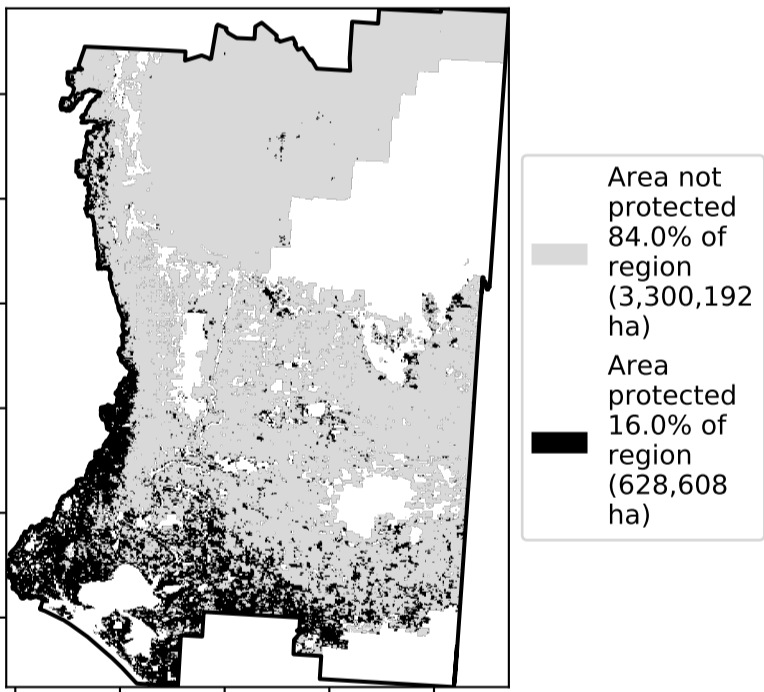 Area not
protected
84.0% of
region
(3,300,192
ha)
Area
protected
16.0% of
region
(628,608
ha)